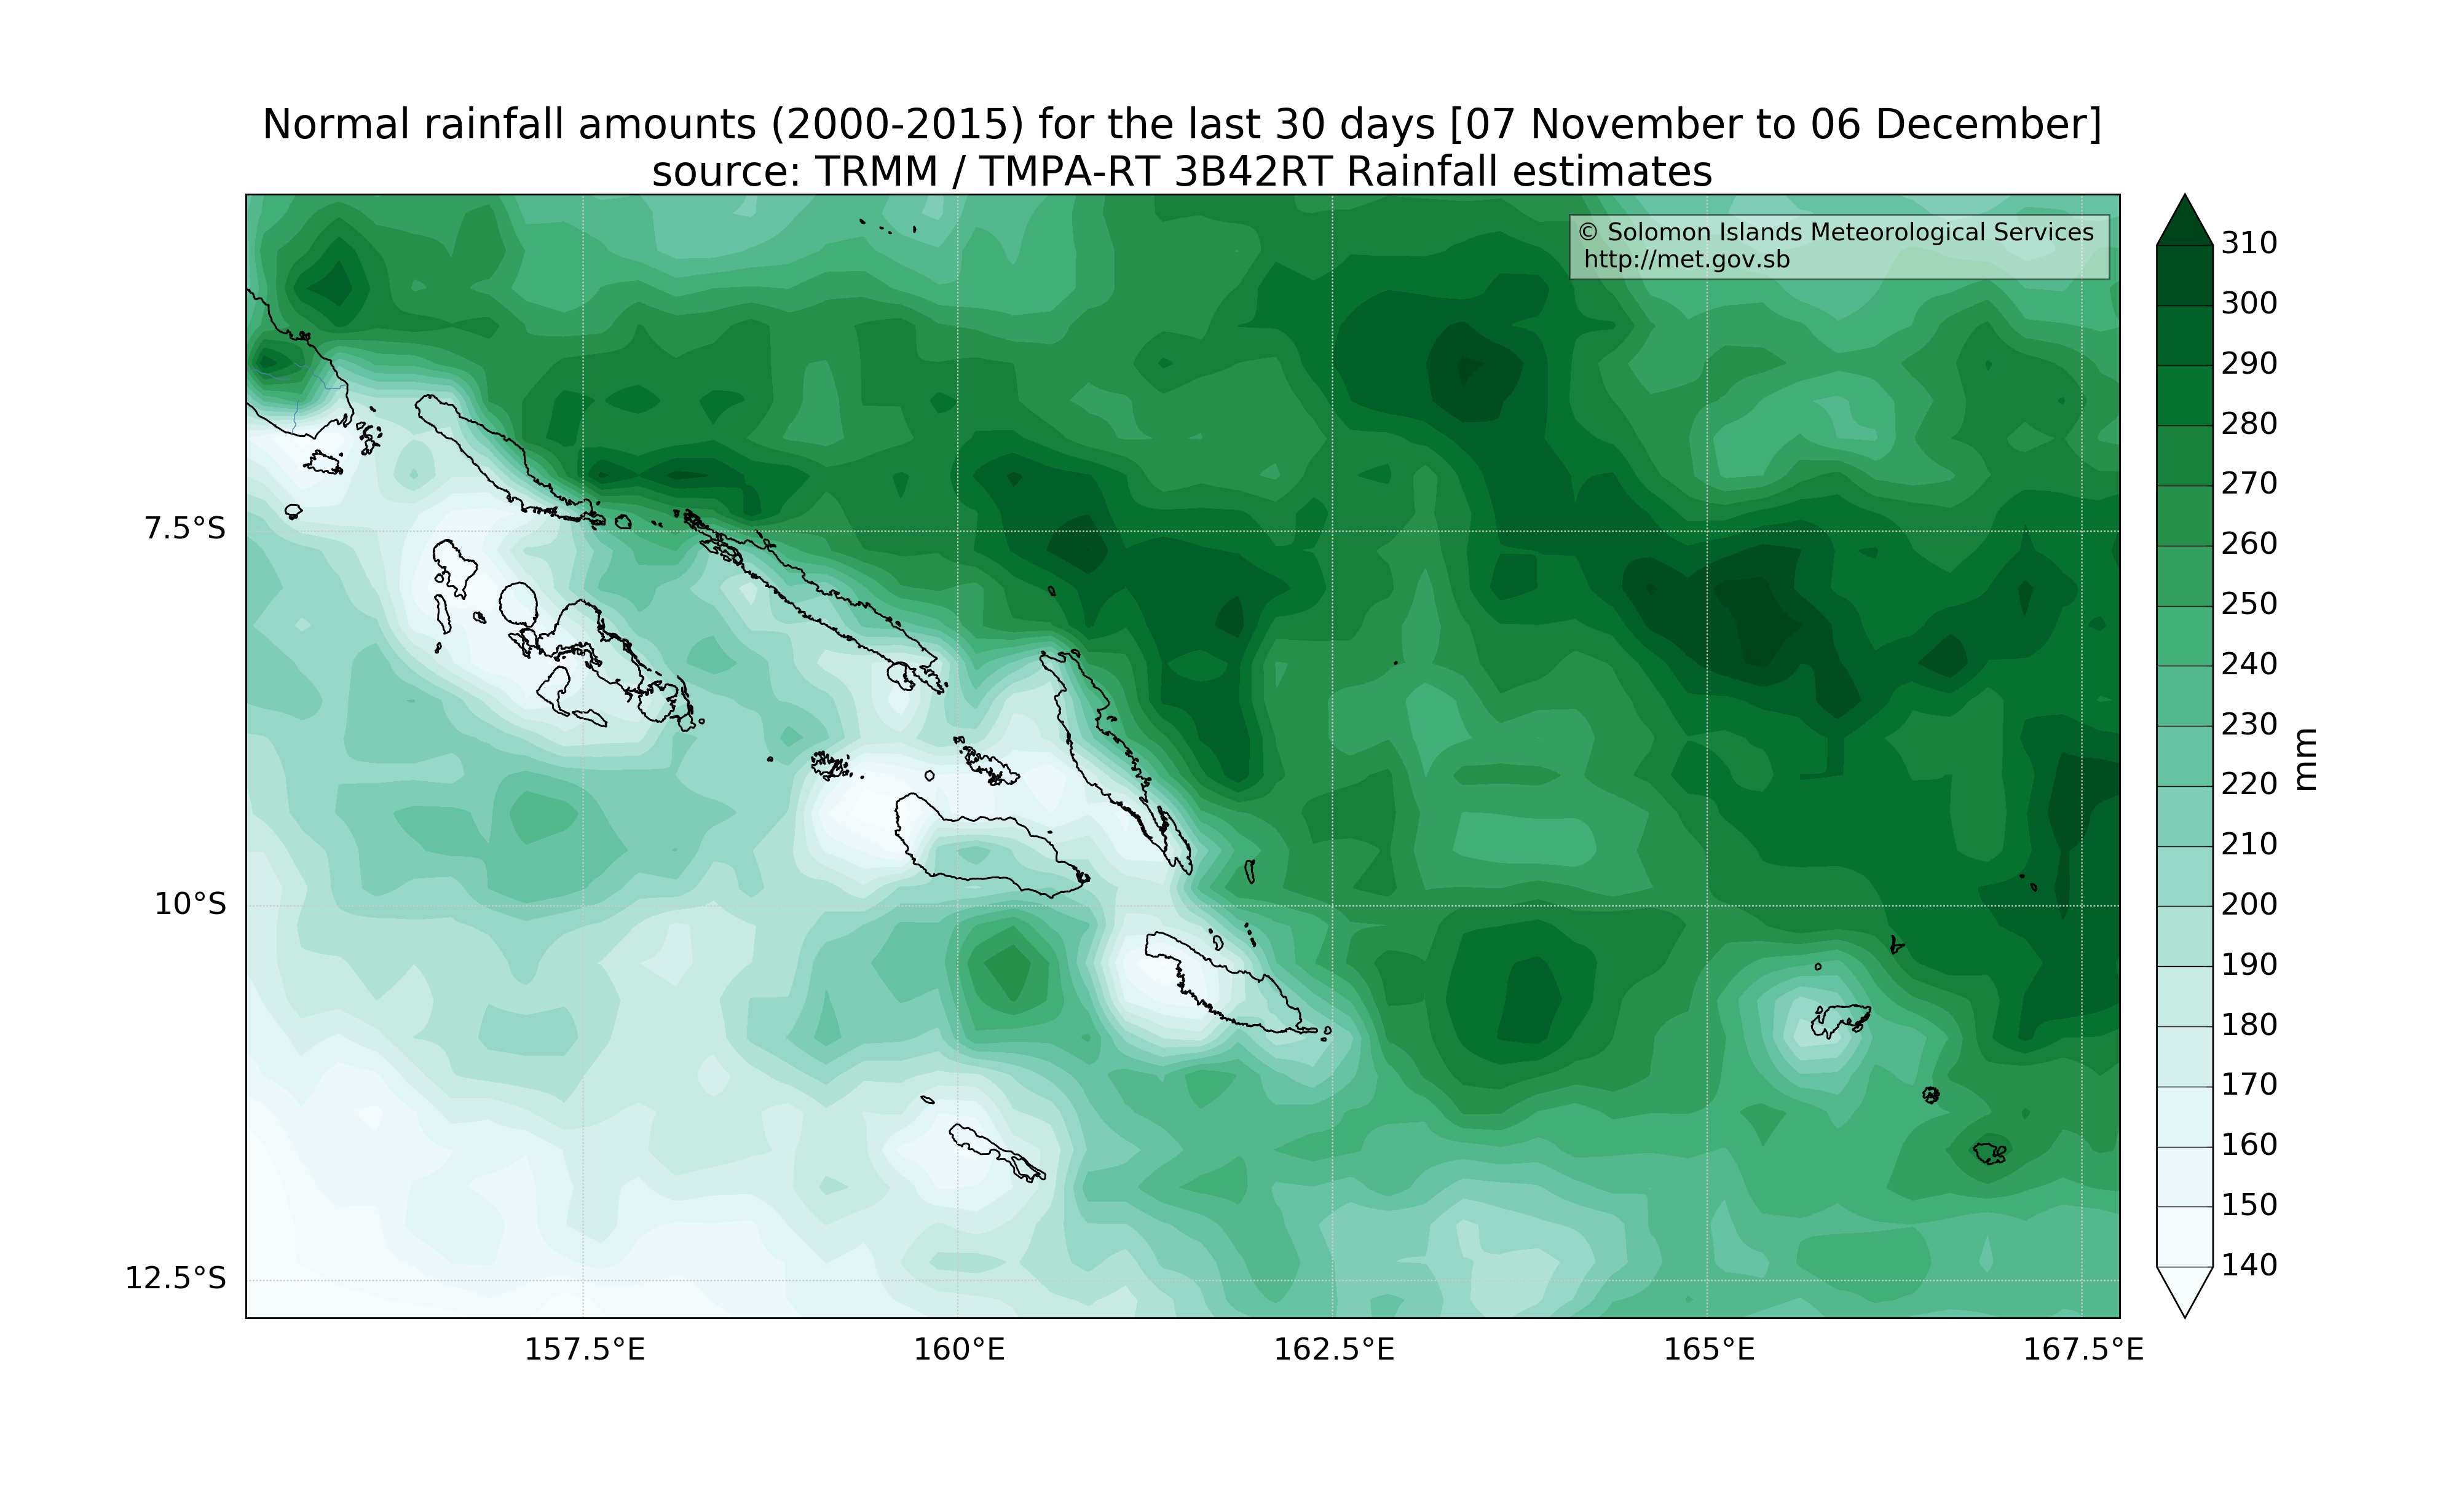 Normal rainfall amounts (2000-2015) for the last 30 days [07 November to 06 December]
source: TRMM / TMPA-RT 3B42RT Rainfall estimates
© Solomon Islands Meteorological Services
http://met.gov.sb
7.5°S
10°S
12.5°S
157.5°E
160°E
162.5°E
165°E
167.5°E
310
300
290
280
270
260
250
240
230
220
210
200
190
180
170
160
150
140
mm